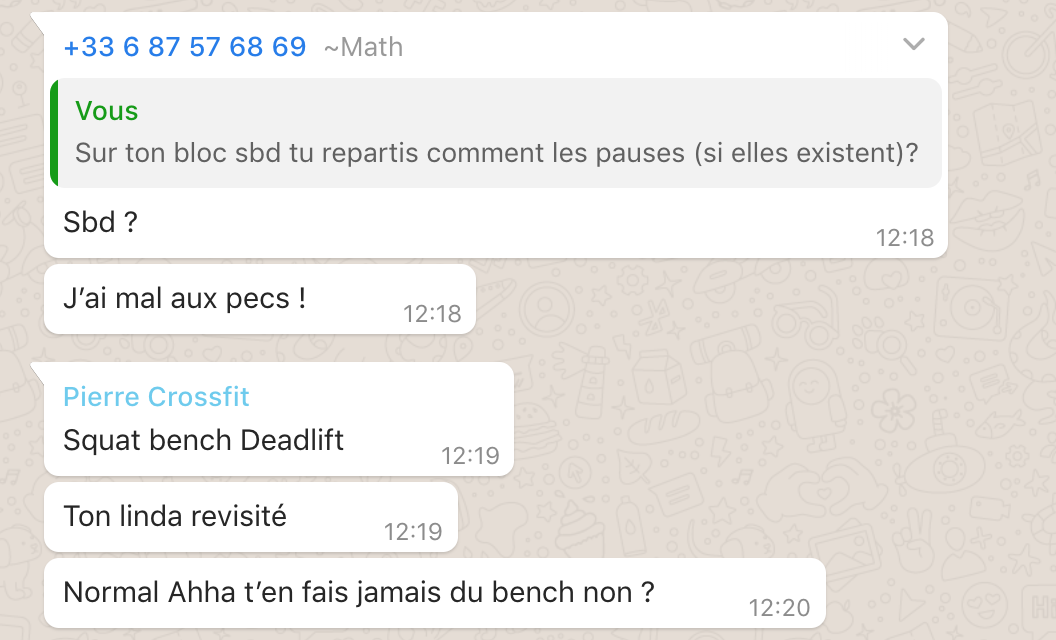 +33 6 87 57 68 69 ~Math
Vous
Sur ton bloc sbd tu repartis comment les pauses (si elles existent)?
Sbd ?
12:18
J’ai mal aux pecs !
12:18
Pierre Crossfit
Squat bench Deadlift
12:19
Ton linda revisité
12:19
Normal Ahha t’en fais jamais du bench non ?
12:20